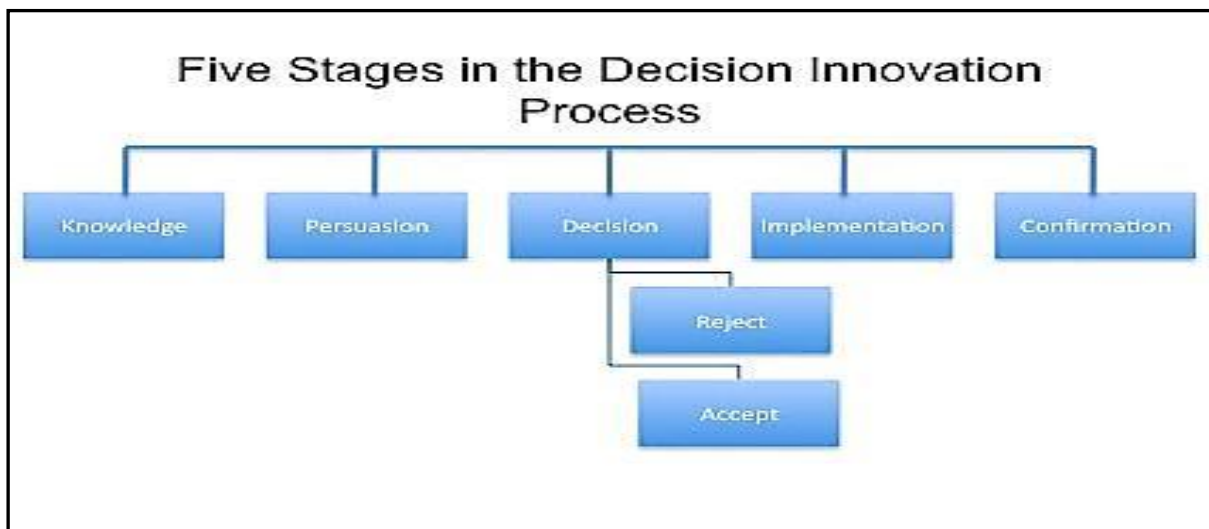 Five Stages in the Decision Innovation
Process
Knowledge
Persuasion
Decision
Implementation
Confirmation
Reject
Accept